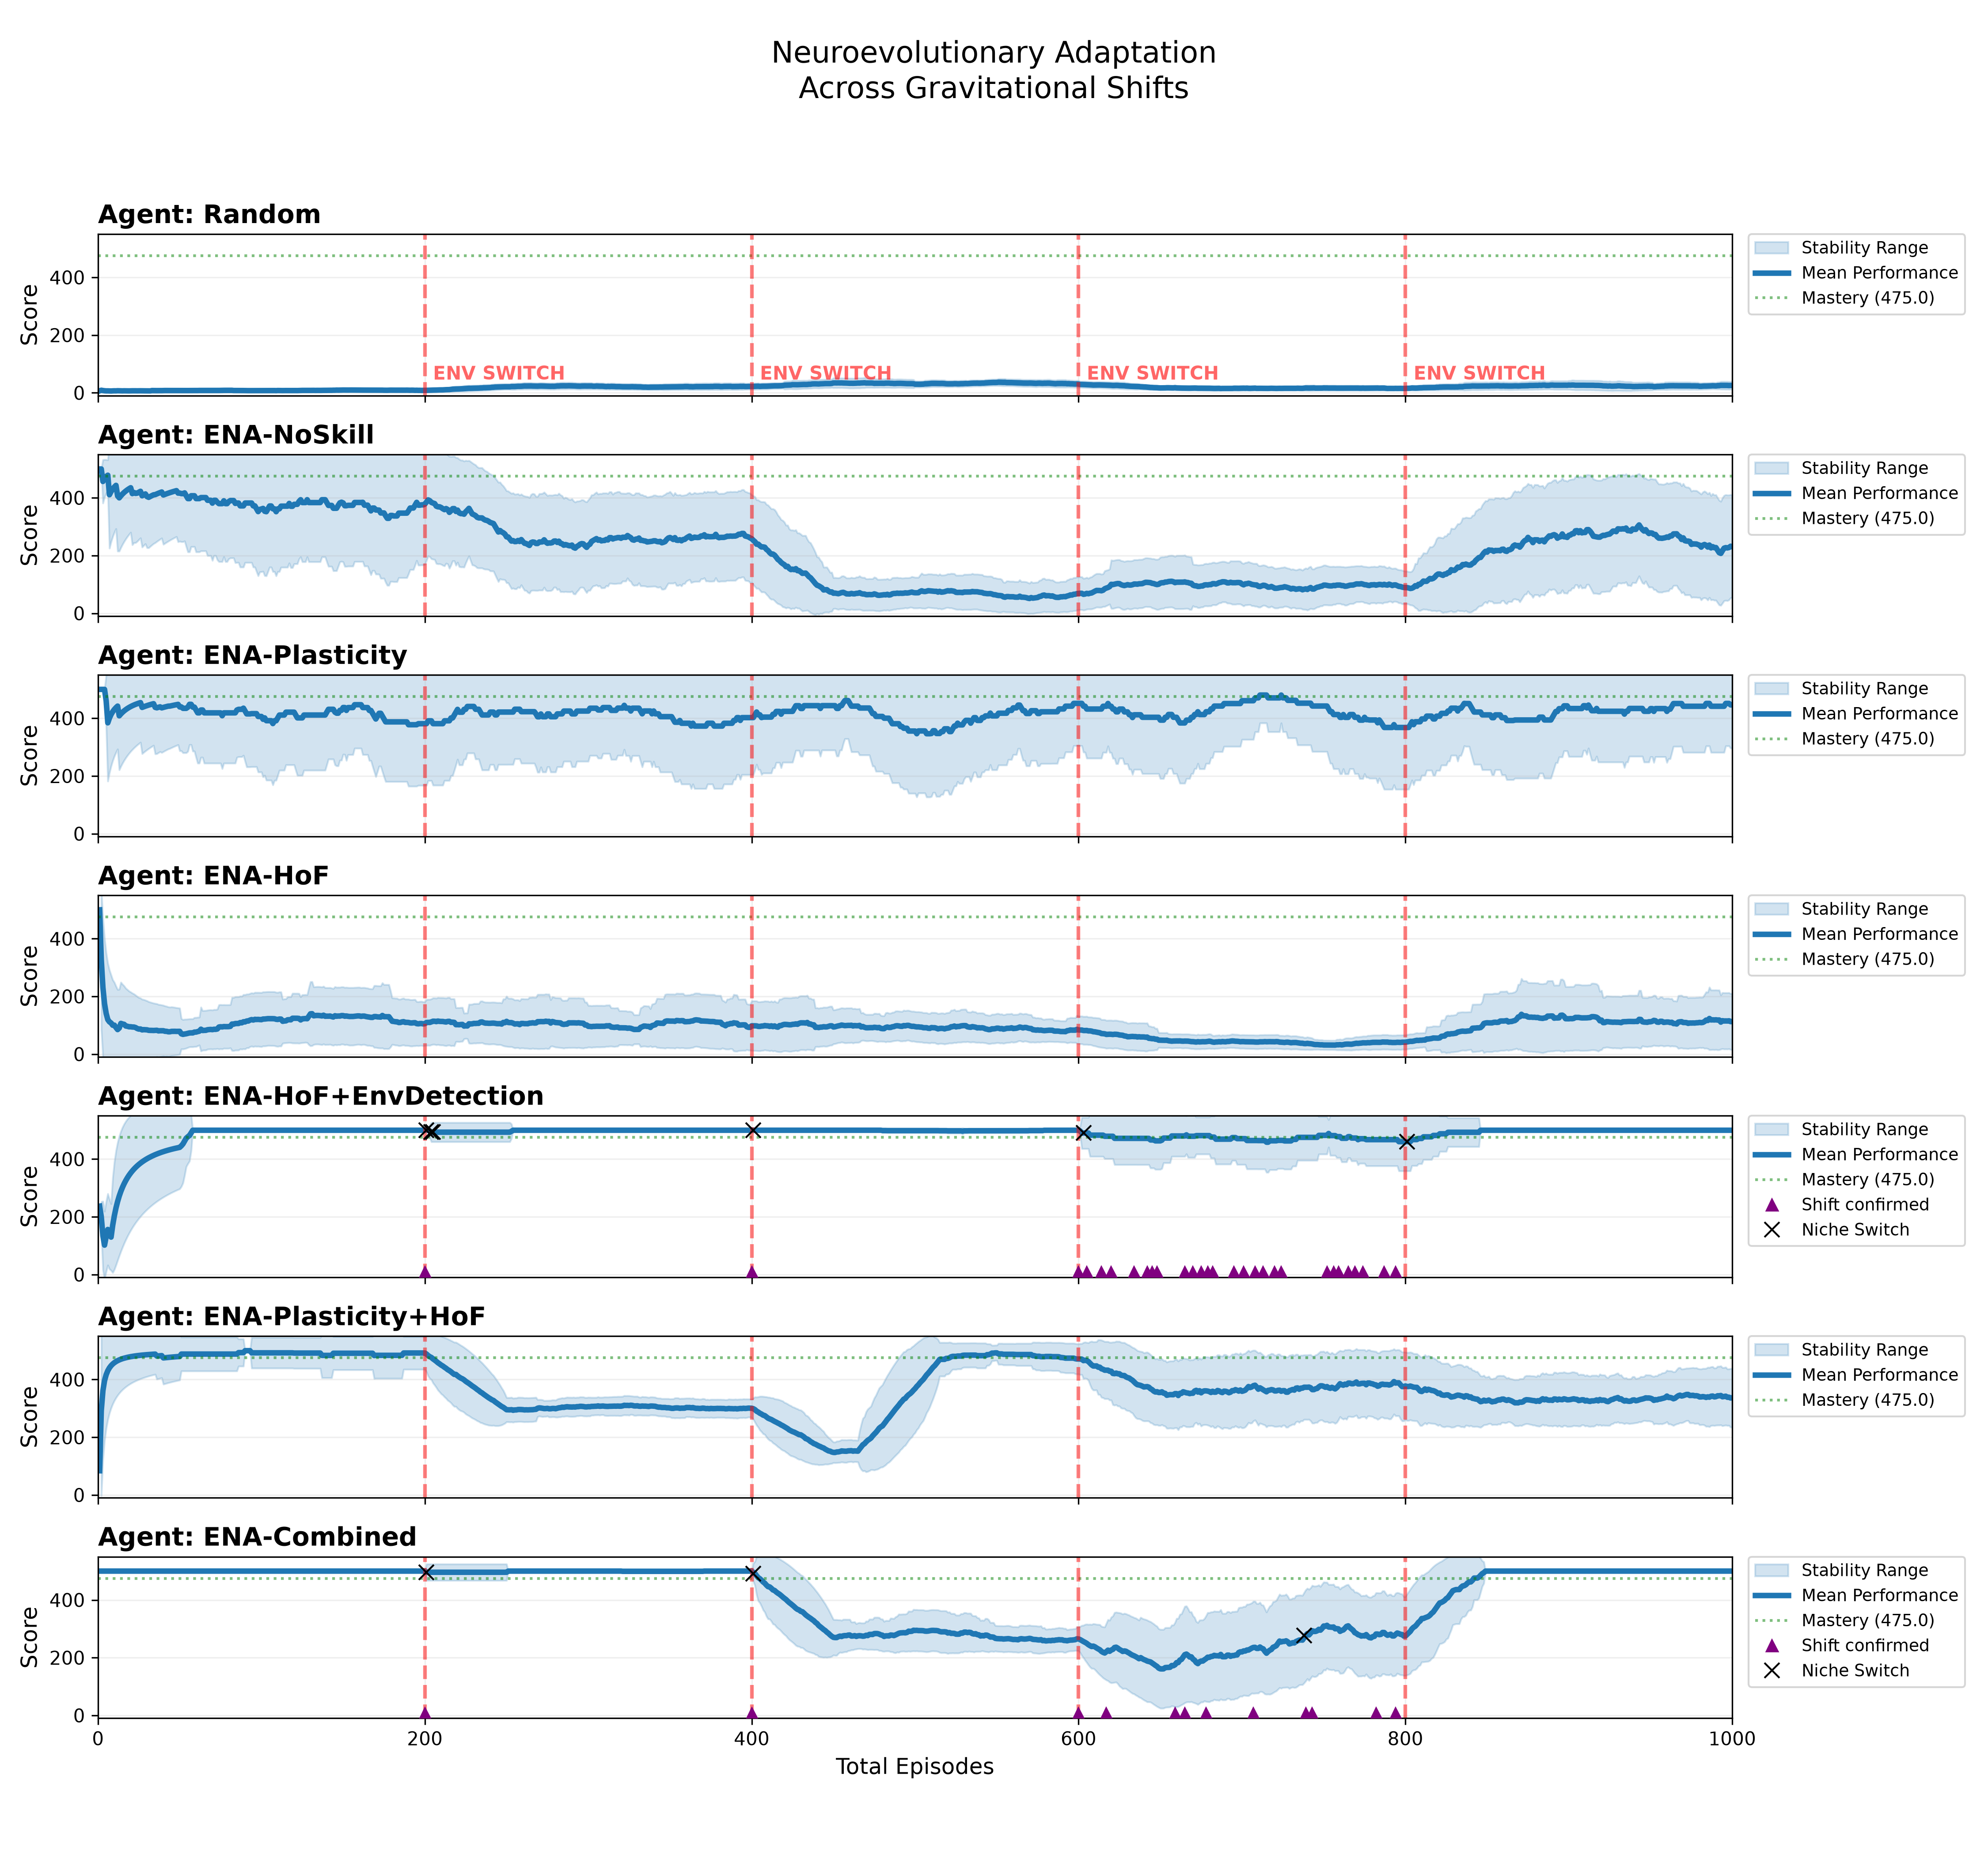 Neuroevolutionary Adaptation
Across Gravitational Shifts
Agent: Random
Score
400
200
0
ENV SWITCH
ENV SWITCH
ENV SWITCH
ENV SWITCH
Stability Range
Mean Performance
Mastery (475.0)
Agent: ENA-NoSkill
Score
400
200
0
Stability Range
Mean Performance
Mastery (475.0)
Agent: ENA-Plasticity
Score
400
200
0
Stability Range
Mean Performance
Mastery (475.0)
Agent: ENA-HoF
Score
400
200
0
Stability Range
Mean Performance
Mastery (475.0)
Agent: ENA-HoF+EnvDetection
Score
400
200
0
Stability Range
Mean Performance
Mastery (475.0)
Shift confirmed
Niche Switch
Agent: ENA-Plasticity+HoF
Score
400
200
0
Stability Range
Mean Performance
Mastery (475.0)
Agent: ENA-Combined
Score
400
200
0
Stability Range
Mean Performance
Mastery (475.0)
Shift confirmed
Niche Switch
0
200
400
600
800
1000
Total Episodes